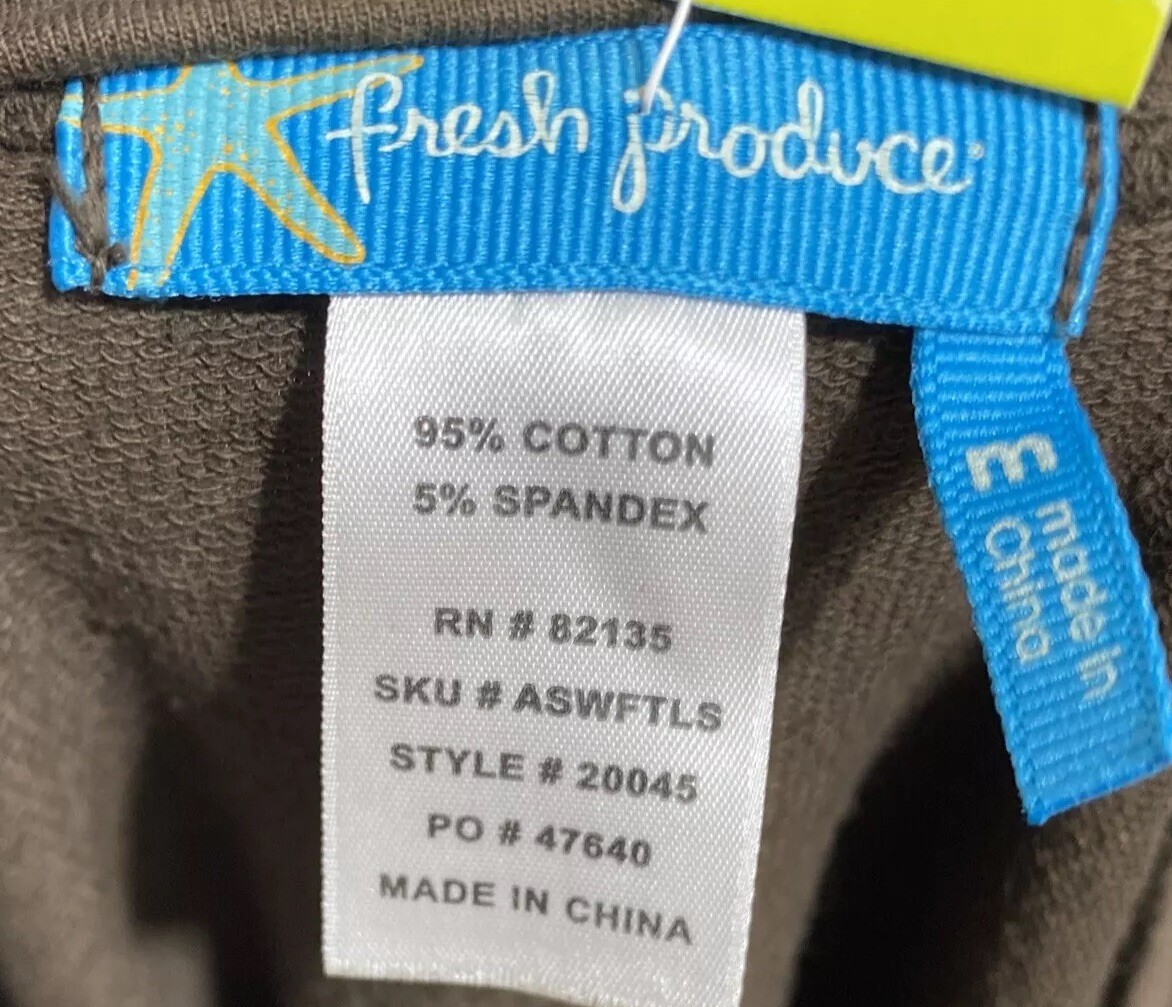 fresh produce
95% COTTON
5% SPANDEX
RN # 82135
SKU # ASWFTLS
STYLE # 20045
PO # 47640
MADE IN CHINA
M
made in
China